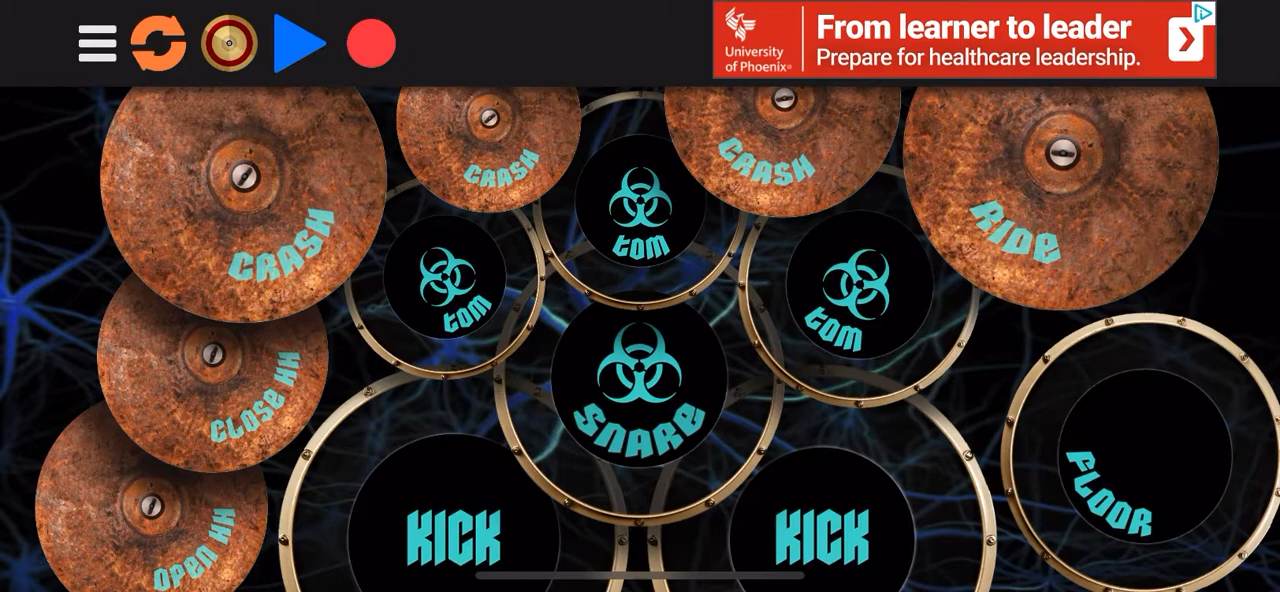 University
of Phoenix®
From learner to leader
Prepare for healthcare leadership.
CRASH
CRASH
CRASH
RIDE
TOM
TOM
TOM
CLOSE HH
SNARE
OPEN HH
KICK
KICK
FLOOR